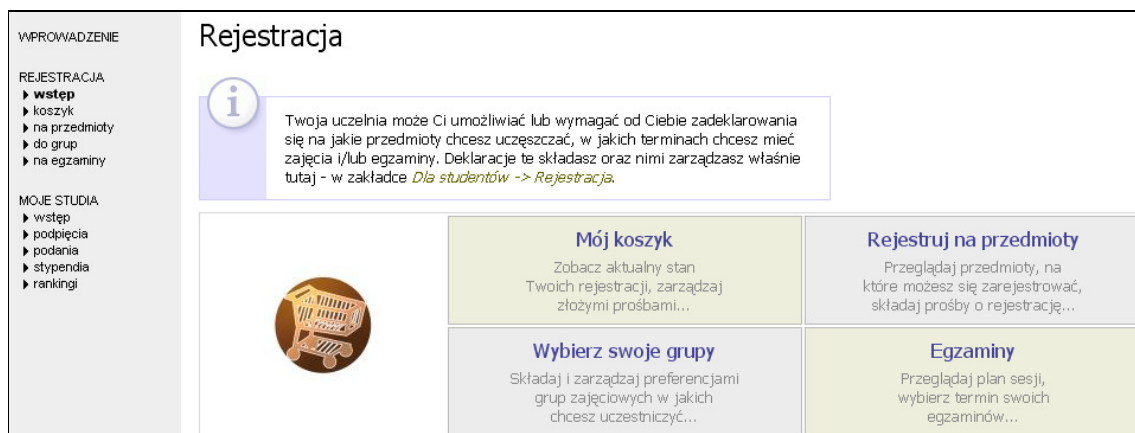 WPROWADZENIE
REJESTRACJA
wstęp
koszyk
na przedmioty
do grup
na egzaminy
MOJE STUDIA
wstęp
podpięcia
podania
stypendia
rankingi
Rejestracja
i
Twoja uczelnia może Ci umożliwiać lub wymagać od Ciebie zadeklarowania
się na jakie przedmioty chcesz uczęszczać, w jakich terminach chcesz mieć
zajęcia i/lub egzaminy. Deklaracje te składasz oraz nimi zarządzasz właśnie
tutaj - w zakładce Dla studentów -> Rejestracja.
Mój koszyk
Zobacz aktualny stan
Twoich rejestracji, zarządzaj
złożymi prośbami...
Rejestruj na przedmioty
Przeglądaj przedmioty, na
które możesz się zarejestrować,
składaj prośby o rejestrację...
Wybierz swoje grupy
Składaj i zarządzaj preferencjami
grup zajęciowych w jakich
chcesz uczestniczyć...
Egzaminy
Przeglądaj plan sesji,
wybierz termin swoich
egzaminów...